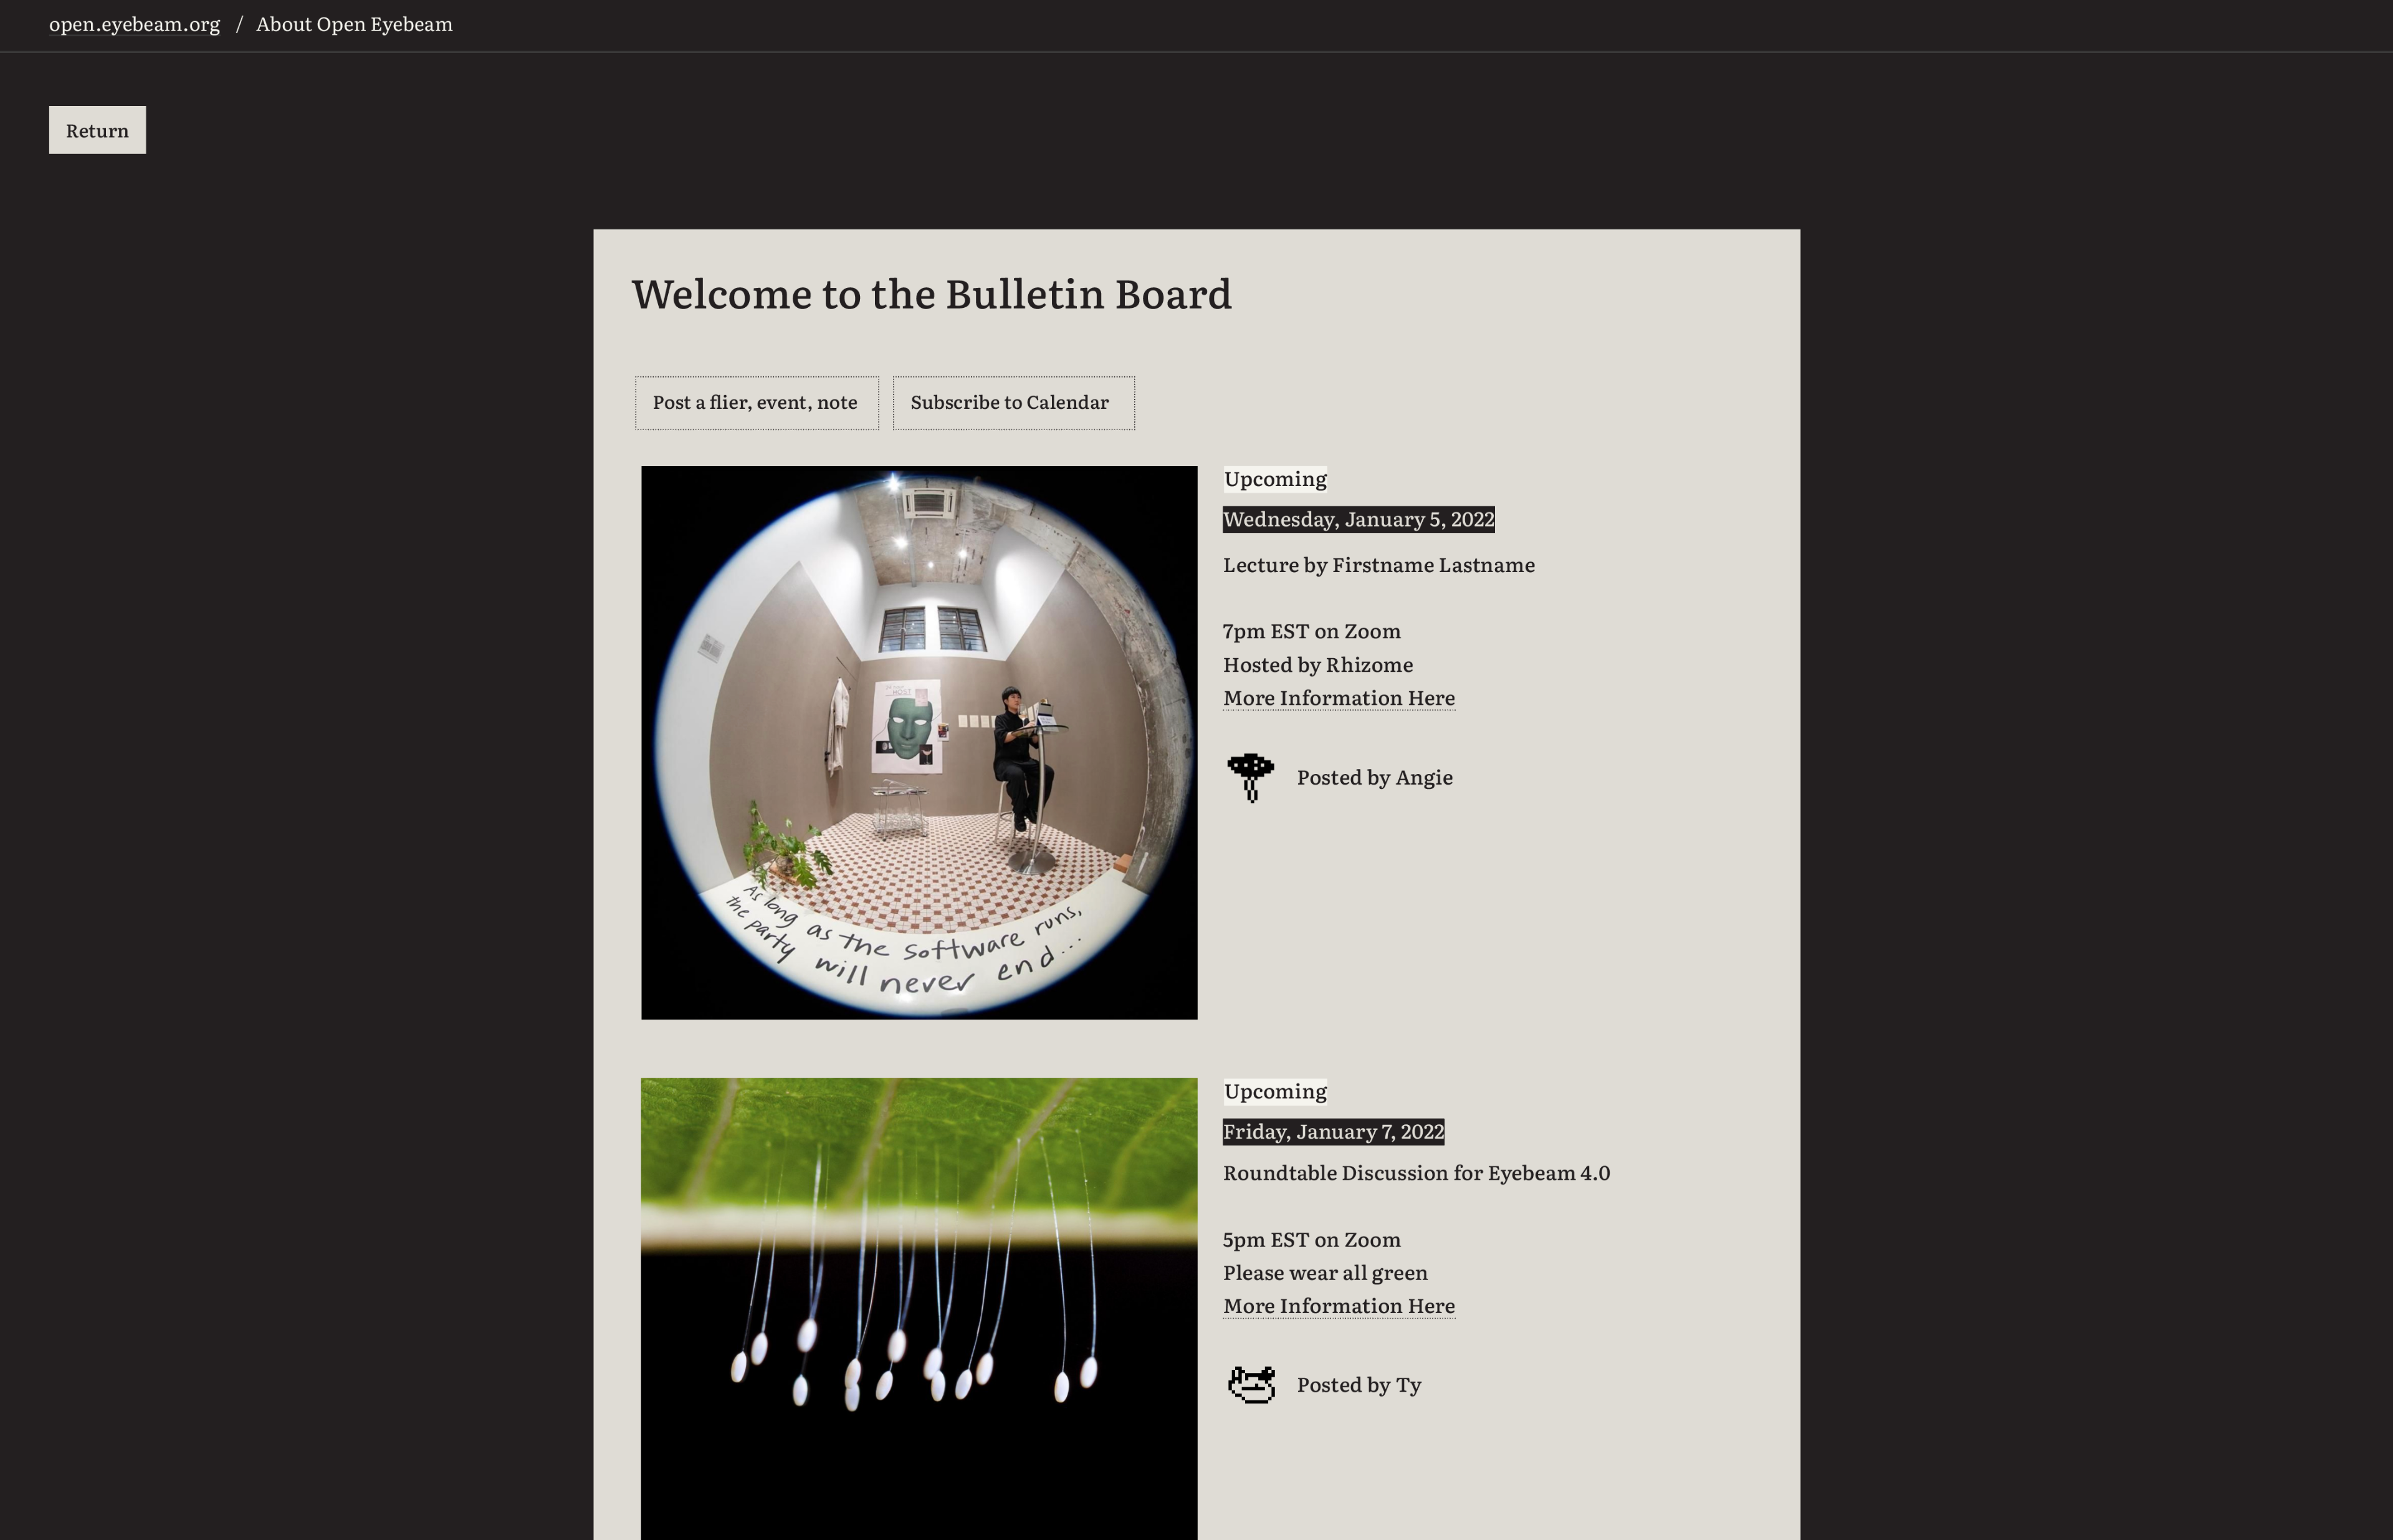 open.eyebeam.org / About Open Eyebeam
Return
Welcome to the Bulletin Board
Post a flier, event, note
Subscribe to Calendar
Upcoming
Wednesday, January 5, 2022
Lecture by Firstname Lastname
7pm EST on Zoom
Hosted by Rhizome
More Information Here
Posted by Angie
HOST
As long as the software runs,
the party will never end...
Upcoming
Friday, January 7, 2022
Roundtable Discussion for Eyebeam 4.0
5pm EST on Zoom
Please wear all green
More Information Here
Posted by Ty